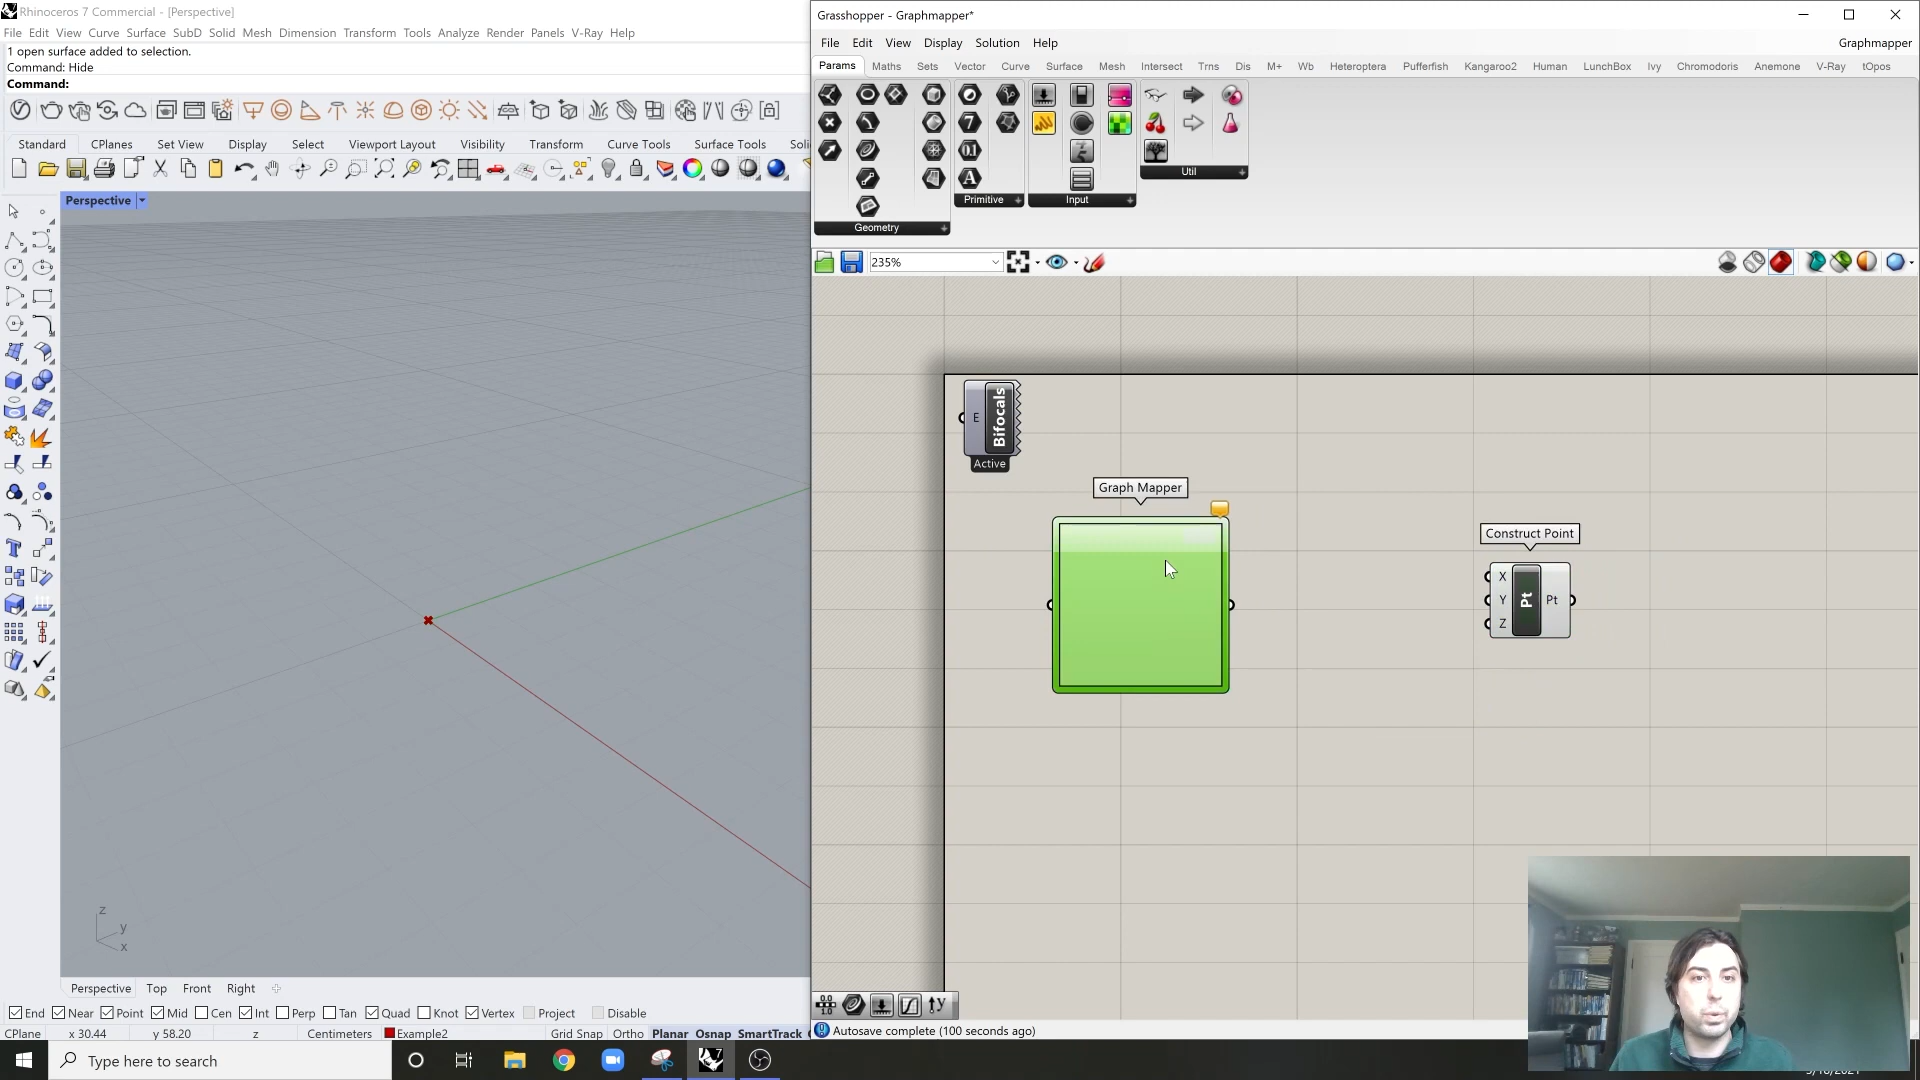 Rhinoceros 7 Commercial - [Perspective]
File Edit View Curve Surface SubD Solid Mesh Dimension Transform Tools Analyze Render Panels V-Ray Help
1 open surface added to selection.
Command: Hide
Command:
Standard CPlanes Set View Display Select Viewport Layout Visibility Transform Curve Tools Surface Tools Soli
Perspective
z
y
x
Perspective Top Front Right
End Near Point Mid Cen Int Perp Tan Quad Knot Vertex Project Disable
CPlane x 30.44 y 58.20 z Centimeters Example2 Grid Snap Ortho Planar Osnap SmartTrack
Grasshopper - Graphmapper*
File Edit View Display Solution Help
Graphmapper
Params Maths Sets Vector Curve Surface Mesh Intersect Trns Dis M+ Wb Heteroptera Pufferfish Kangaroo2 Human LunchBox Ivy Chromodoris Anemone V-Ray tOpos
Geometry
Primitive
Input
Util
235%
E
Bifocals
Active
Graph Mapper
Construct Point
X
Y
Z
Pt
Pt
Autosave complete (100 seconds ago)
Type here to search